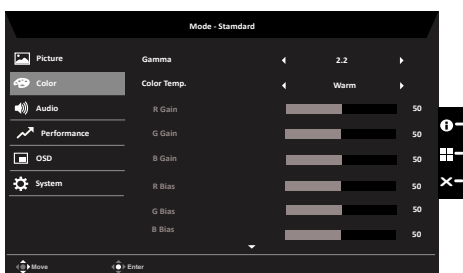 Mode - Stamdard
Picture
Gamma 2.2
Color
Color Temp. Warm
Audio
R Gain 50
Performance
G Gain 50
OSD
B Gain 50
System
R Bias 50
G Bias 50
B Bias 50
Move Enter